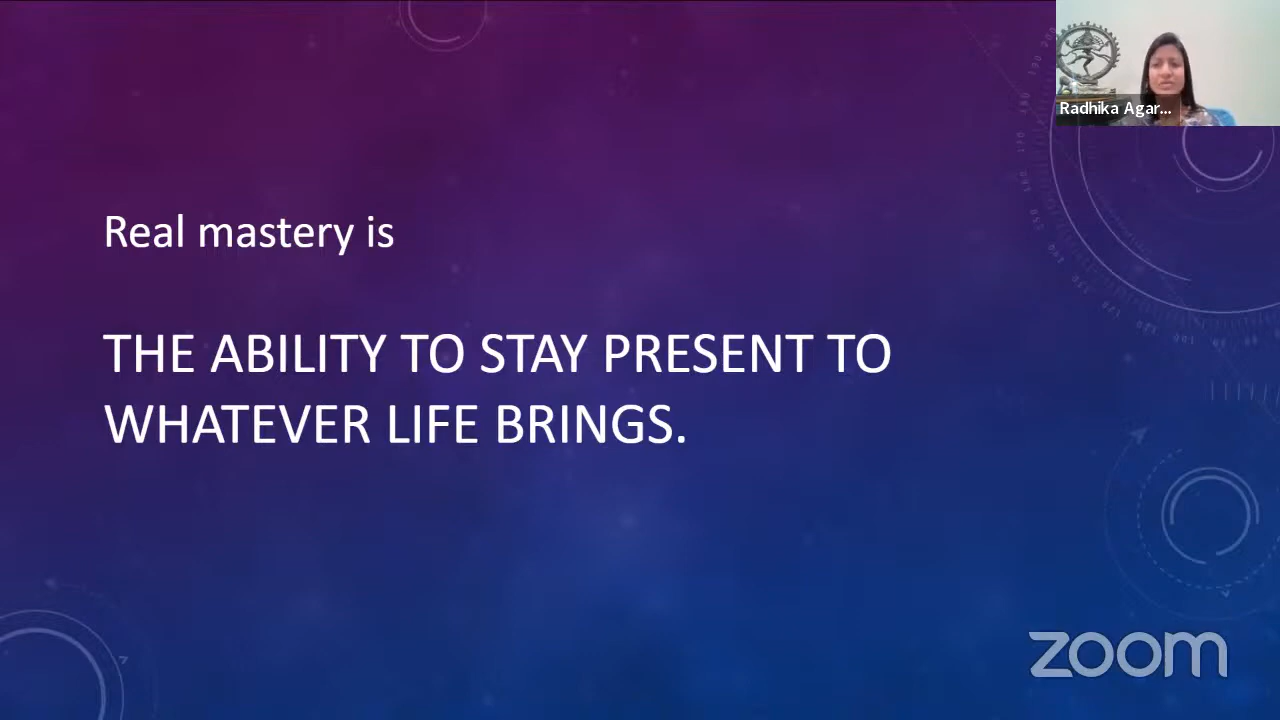 Radhika Agar...
Real mastery is
THE ABILITY TO STAY PRESENT TO
WHATEVER LIFE BRINGS.
zoom